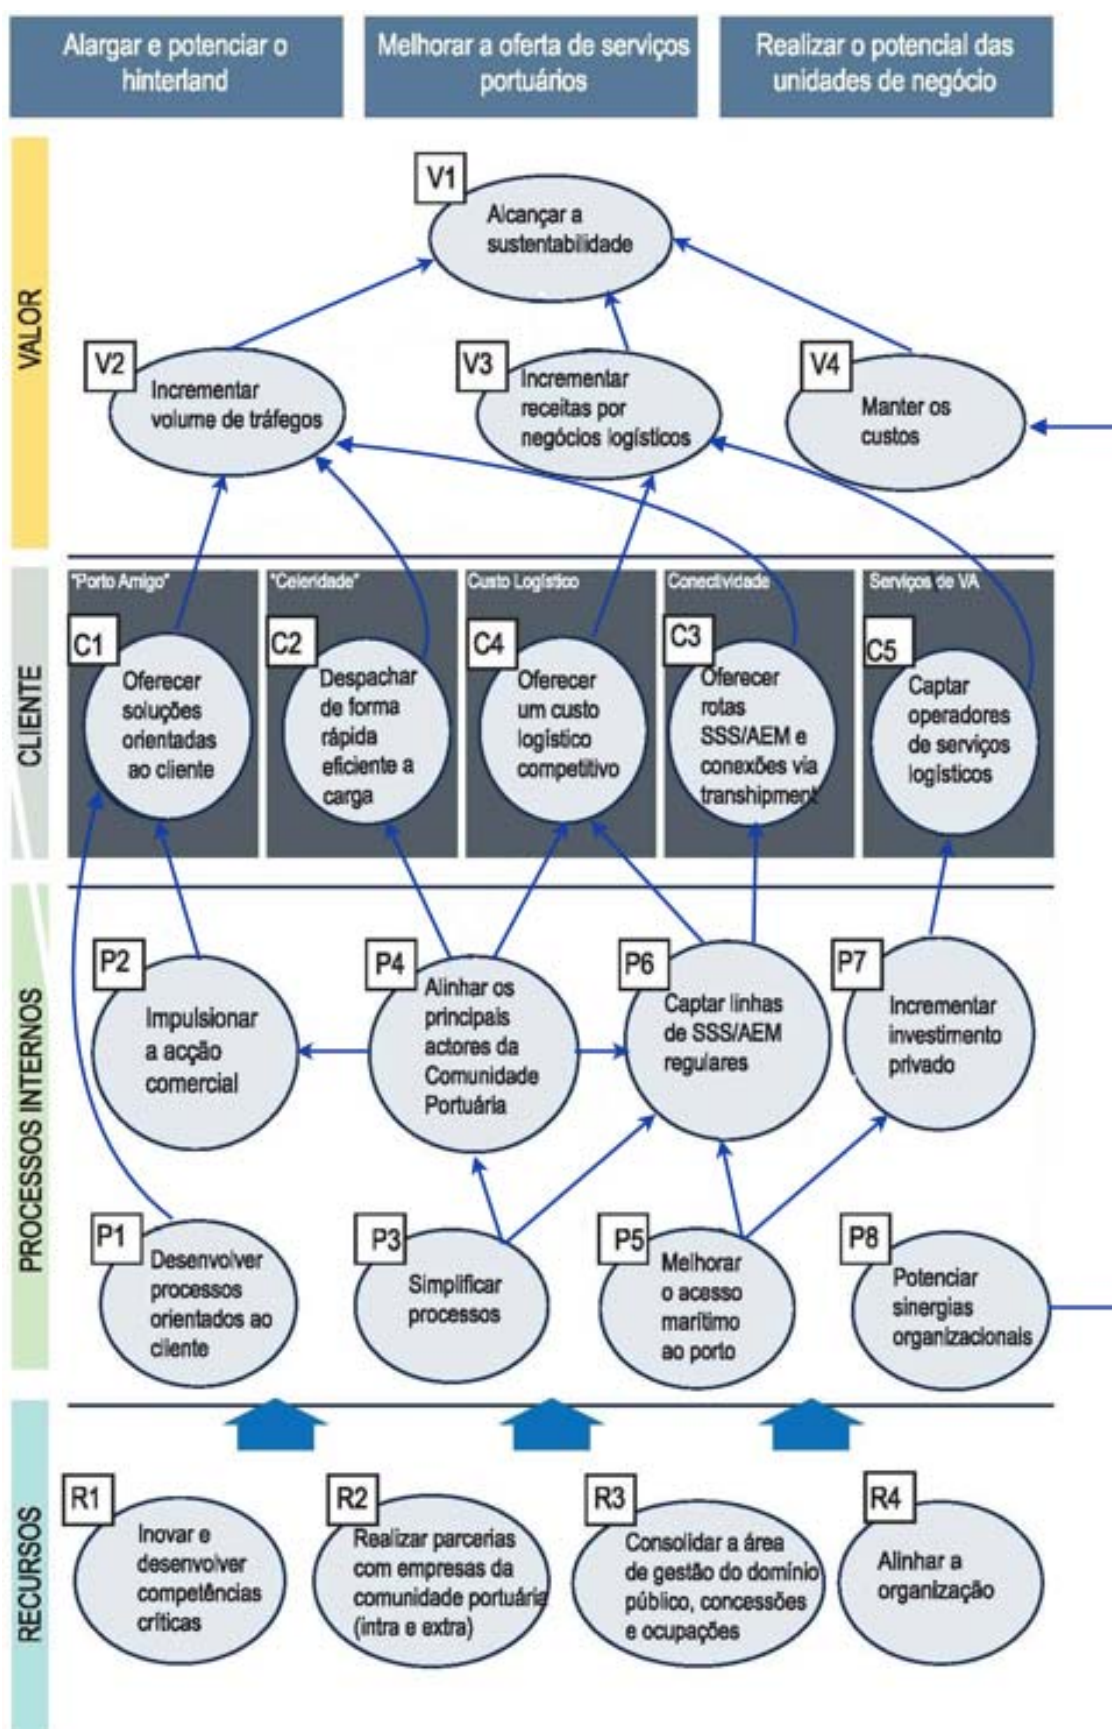 Alargar e potenciar o
hinterland
Melhorar a oferta de serviços
portuários
Realizar o potencial das
unidades de negócio
VALOR
V1
Alcançar a
sustentabilidade
V2
Incrementar
volume de tráfegos
V3
Incrementar
receitas por
negócios logísticos
V4
Manter os
custos
CLIENTE
"Porto Amigo"
C1
Oferecer
soluções
orientadas
ao cliente
"Celeridade"
C2
Despachar
de forma
rápida
eficiente a
carga
Custo Logístico
C4
Oferecer
um custo
logístico
competitivo
Conectividade
C3
Oferecer
rotas
SSS/AEM e
conexões via
transhipment
Serviços de VA
C5
Captar
operadores
de serviços
logísticos
PROCESSOS INTERNOS
P2
Impulsionar
a acção
comercial
P4
Alinhar os
principais
actores da
Comunidade
Portuária
P6
Captar linhas
de SSS/AEM
regulares
P7
Incrementar
investimento
privado
P1
Desenvolver
processos
orientados ao
cliente
P3
Simplificar
processos
P5
Melhorar
o acesso
marítimo
ao porto
P8
Potenciar
sinergias
organizacionais
RECURSOS
R1
Inovar e
desenvolver
competências
críticas
R2
Realizar parcerias
com empresas da
comunidade portuária
(intra e extra)
R3
Consolidar a área
de gestão do domínio
público, concessões
e ocupações
R4
Alinhar a
organização